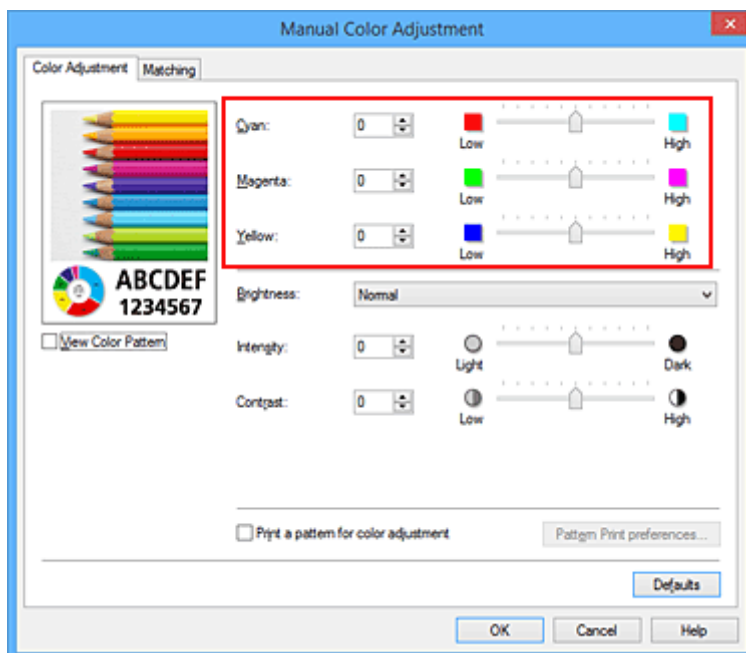 Manual Color Adjustment
Color Adjustment Matching
Cyan: 0 Low High
Magenta: 0 Low High
Yellow: 0 Low High
ABCDEF
1234567
View Color Pattern
Brightness: Normal
Intensity: 0 Light Dark
Contrast: 0 Low High
Print a pattern for color adjustment Pattern Print preferences...
Defaults
OK Cancel Help